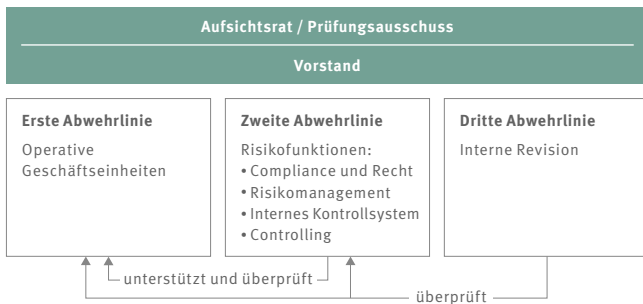 Aufsichtsrat / Prüfungsausschuss
Vorstand
Erste Abwehrlinie
Operative
Geschäftseinheiten
Zweite Abwehrlinie
Risikofunktionen:
• Compliance und Recht
• Risikomanagement
• Internes Kontrollsystem
• Controlling
Dritte Abwehrlinie
Interne Revision
unterstützt und überprüft
überprüft